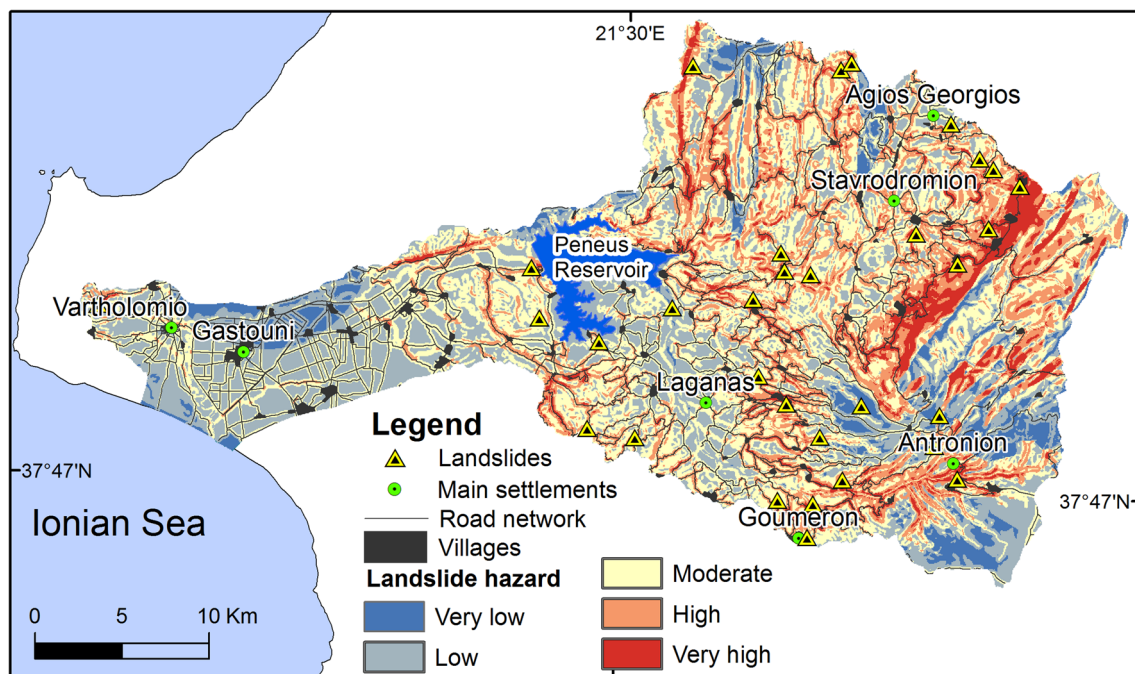 21°30'E
Agios Georgios
Stavrodromion
Peneus
Reservoir
Vartholomio
Gastouni
Laganas
Antronion
37°47'N
37°47'N
Goumeron
Ionian Sea
Legend
Landslides
Main settlements
Road network
Villages
Landslide hazard
Very low
Low
Moderate
High
Very high
0 5 10 Km